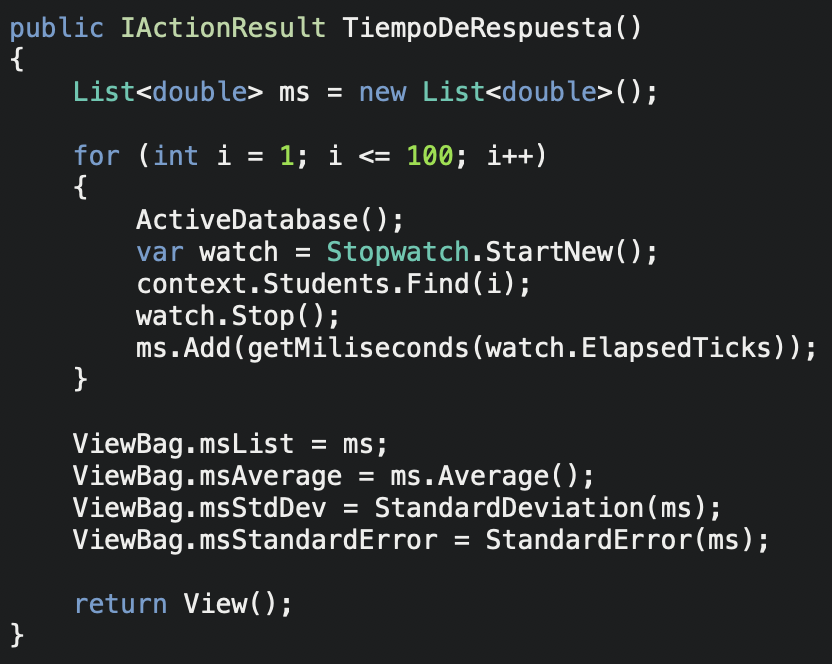 public IActionResult TiempoDeRespuesta()
{
    List<double> ms = new List<double>();

    for (int i = 1; i <= 100; i++)
    {
        ActiveDatabase();
        var watch = Stopwatch.StartNew();
        context.Students.Find(i);
        watch.Stop();
        ms.Add(getMiliseconds(watch.ElapsedTicks));
    }

    ViewBag.msList = ms;
    ViewBag.msAverage = ms.Average();
    ViewBag.msStdDev = StandardDeviation(ms);
    ViewBag.msStandardError = StandardError(ms);

    return View();
}